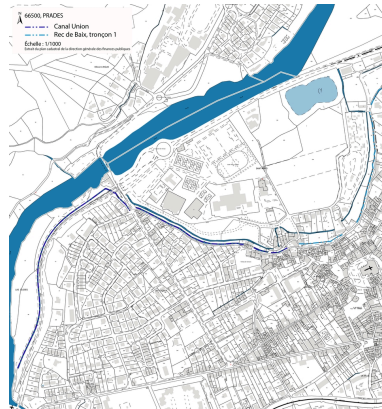 66500, PRADES
Canal Union
Rec de Baix, tronçon 1
Échelle : 1/1000
Extrait du plan cadastral de la direction générale des finances publiques